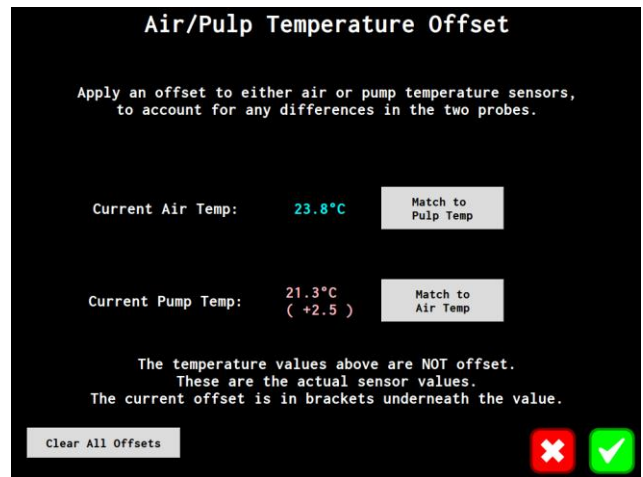 Air/Pulp Temperature Offset
Apply an offset to either air or pump temperature sensors,
to account for any differences in the two probes.
Current Air Temp:
23.8°C
Match to
Pulp Temp
Current Pump Temp:
21.3°C
( +2.5 )
Match to
Air Temp
The temperature values above are NOT offset.
These are the actual sensor values.
The current offset is in brackets underneath the value.
Clear All Offsets